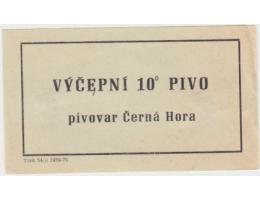 VÝČEPNÍ 10° PIVO
pivovar Černá Hora